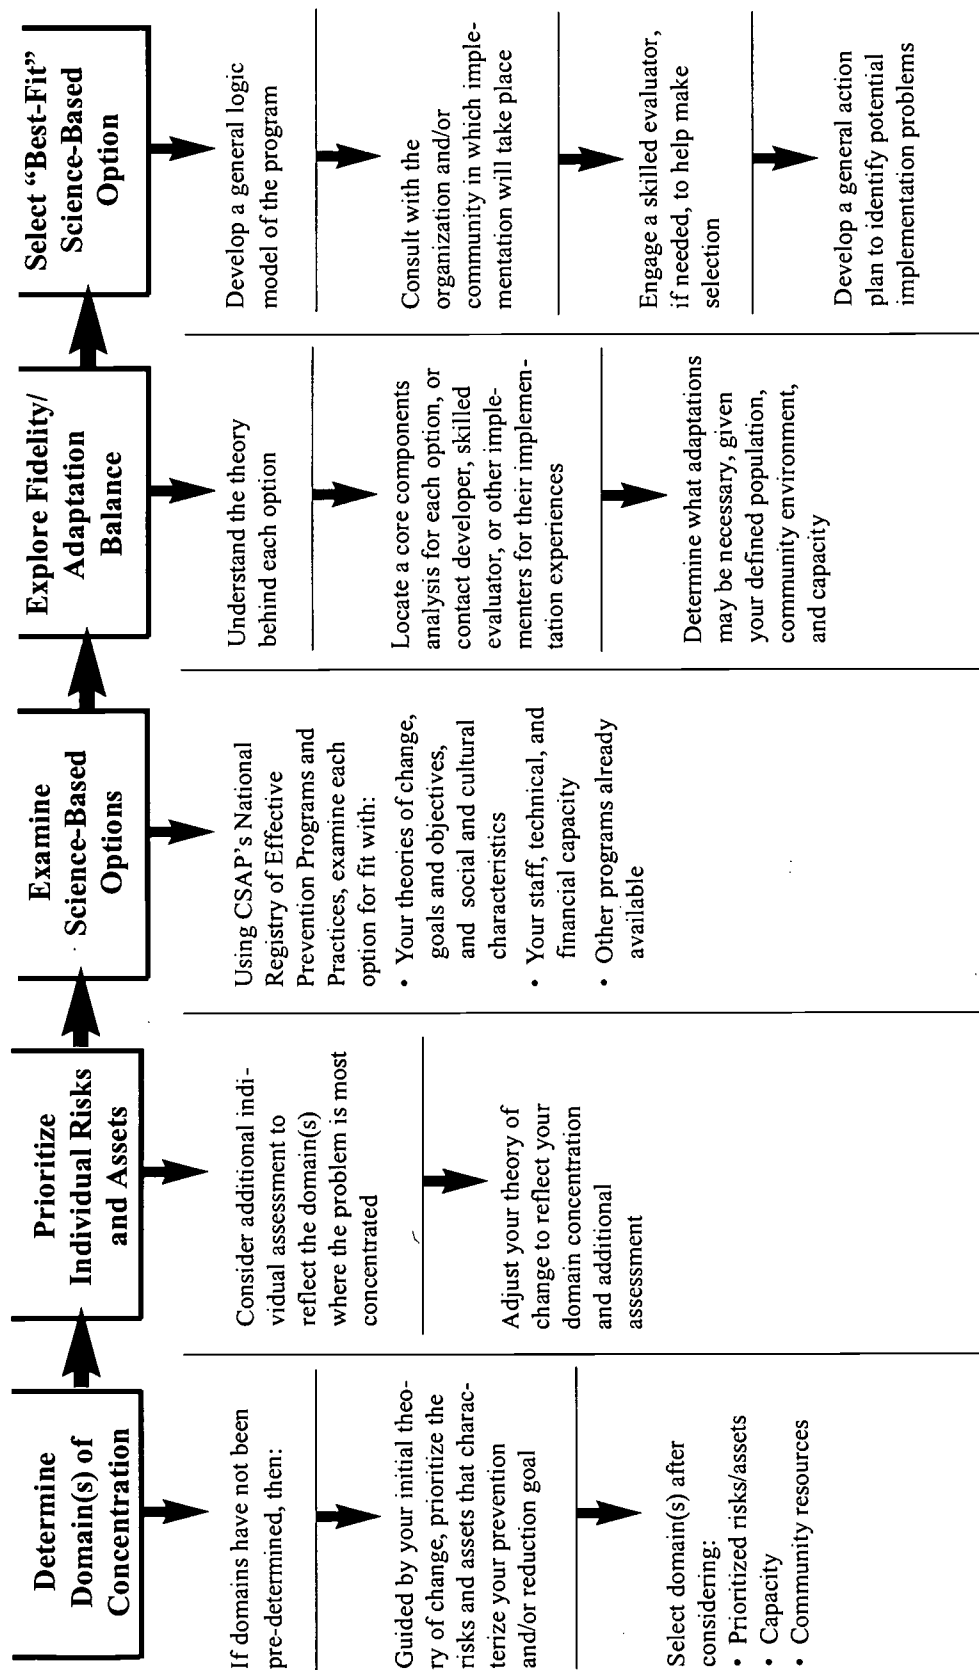 Determine
Domain(s) of
Concentration
If domains have not been
pre-determined, then:
Guided by your initial theo-
ry of change, prioritize the
risks and assets that charac-
terize your prevention
and/or reduction goal
Select domain(s) after
considering:
• Prioritized risks/assets
• Capacity
• Community resources
Prioritize
Individual Risks
and Assets
Consider additional indi-
vidual assessment to
reflect the domain(s)
where the problem is most
concentrated
Adjust your theory of
change to reflect your
domain concentration
and additional
assessment
Examine
Science-Based
Options
Using CSAP's National
Registry of Effective
Prevention Programs and
Practices, examine each
option for fit with:
• Your theories of change,
goals and objectives,
and social and cultural
characteristics
• Your staff, technical, and
financial capacity
• Other programs already
available
Explore Fidelity/
Adaptation
Balance
Understand the theory
behind each option
Locate a core components
analysis for each option, or
contact developer, skilled
evaluator, or other imple-
menters for their implemen-
tation experiences
Determine what adaptations
may be necessary, given
your defined population,
community environment,
and capacity
Select “Best-Fit”
Science-Based
Option
Develop a general logic
model of the program
Consult with the
organization and/or
community in which imple-
mentation will take place
Engage a skilled evaluator,
if needed, to help make
selection
Develop a general action
plan to identify potential
implementation problems